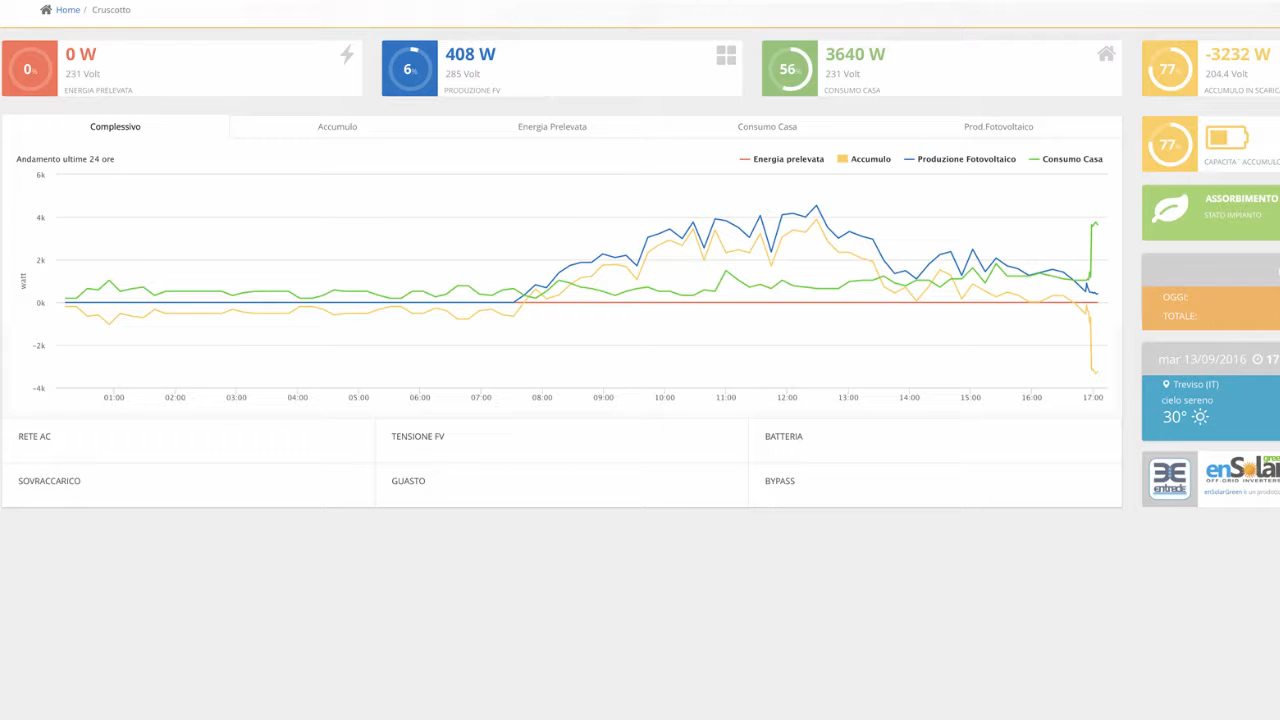 Home / Cruscotto
0%
0 W
231 Volt
ENERGIA PRELEVATA
6%
408 W
285 Volt
PRODUZIONE FV
56%
3640 W
231 Volt
CONSUMO CASA
77%
-3232 W
204.4 Volt
ACCUMULO IN SCARIC
Complessivo
Accumulo
Energia Prelevata
Consumo Casa
Prod.Fotovoltaico
77%
CAPACITA` ACCUMULO
Andamento ultime 24 ore
Energia prelevata
Accumulo
Produzione Fotovoltaico
Consumo Casa
6k
4k
2k
0k
-2k
-4k
watt
01:00
02:00
03:00
04:00
05:00
06:00
07:00
08:00
09:00
10:00
11:00
12:00
13:00
14:00
15:00
16:00
17:00
ASSORBIMENTO
STATO IMPIANTO
OGGI:
TOTALE:
mar 13/09/2016 17
Treviso (IT)
cielo sereno
30°
RETE AC
TENSIONE FV
BATTERIA
SOVRACCARICO
GUASTO
BYPASS
entrade
enSolar
gree
OFF-GRID INVERTERS
enSolarGreen è un prodotto